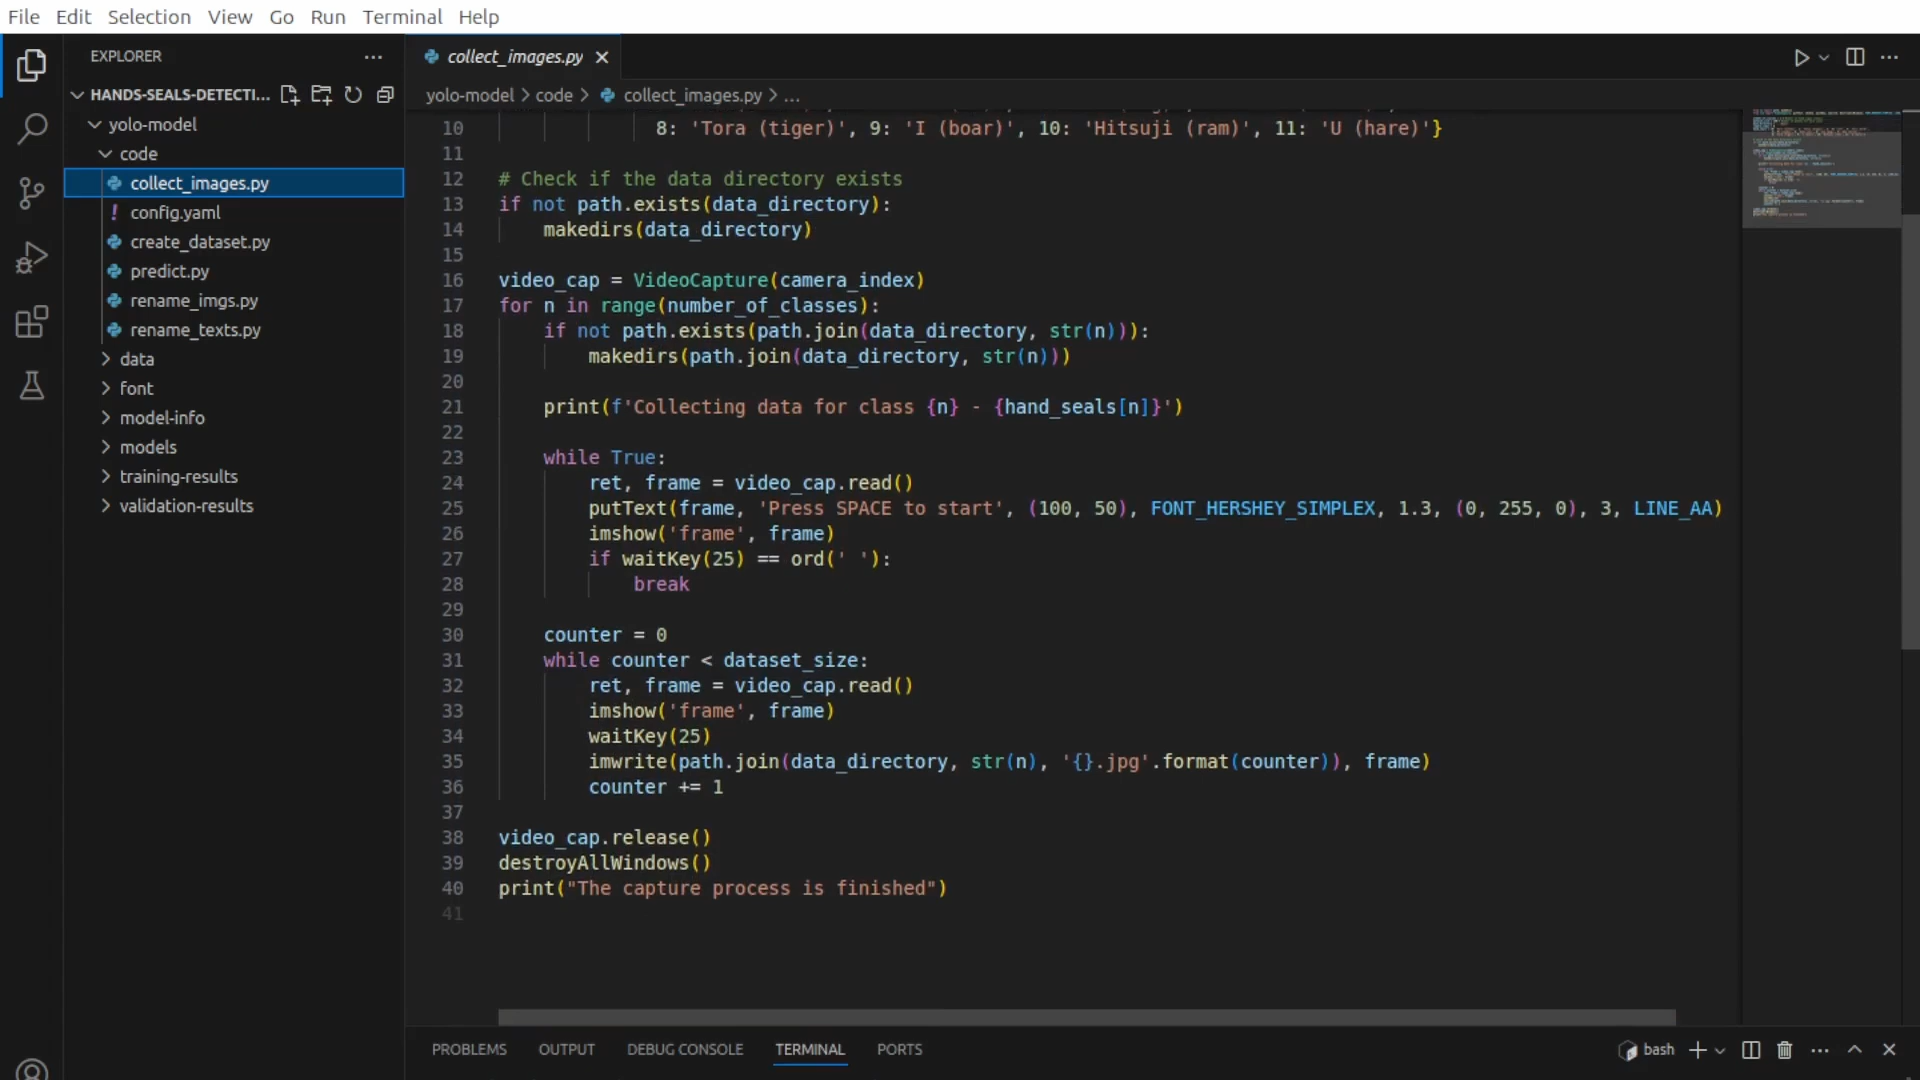 File Edit Selection View Go Run Terminal Help
EXPLORER
HANDS-SEALS-DETECTI...
yolo-model
code
collect_images.py
config.yaml
create_dataset.py
predict.py
rename_imgs.py
rename_texts.py
data
font
model-info
models
training-results
validation-results
collect_images.py
yolo-model > code > collect_images.py > ...
10 8: 'Tora (tiger)', 9: 'I (boar)', 10: 'Hitsuji (ram)', 11: 'U (hare)'}
11
12 # Check if the data directory exists
13 if not path.exists(data_directory):
14 makedirs(data_directory)
15
16 video_cap = VideoCapture(camera_index)
17 for n in range(number_of_classes):
18 if not path.exists(path.join(data_directory, str(n))):
19 makedirs(path.join(data_directory, str(n)))
20
21 print(f'Collecting data for class {n} - {hand_seals[n]}')
22
23 while True:
24 ret, frame = video_cap.read()
25 putText(frame, 'Press SPACE to start', (100, 50), FONT_HERSHEY_SIMPLEX, 1.3, (0, 255, 0), 3, LINE_AA)
26 imshow('frame', frame)
27 if waitKey(25) == ord(' '):
28 break
29
30 counter = 0
31 while counter < dataset_size:
32 ret, frame = video_cap.read()
33 imshow('frame', frame)
34 waitKey(25)
35 imwrite(path.join(data_directory, str(n), '{}.jpg'.format(counter)), frame)
36 counter += 1
37
38 video_cap.release()
39 destroyAllWindows()
40 print("The capture process is finished")
41
PROBLEMS OUTPUT DEBUG CONSOLE TERMINAL PORTS
bash